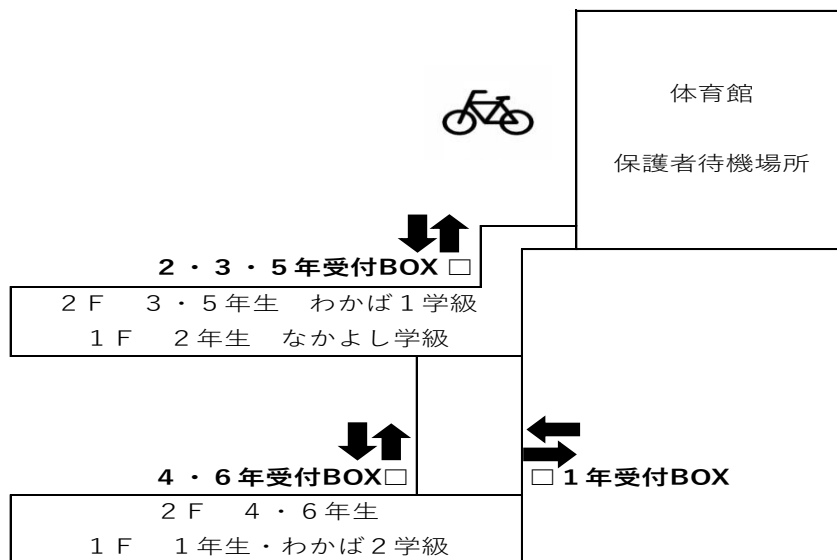 体育館
保護者待機場所
２・３・５年受付BOX □
２Ｆ　３・５年生　わかば１学級
１Ｆ　２年生　なかよし学級
４・６年受付BOX□
□１年受付BOX
２Ｆ　４・６年生
１Ｆ　１年生・わかば２学級